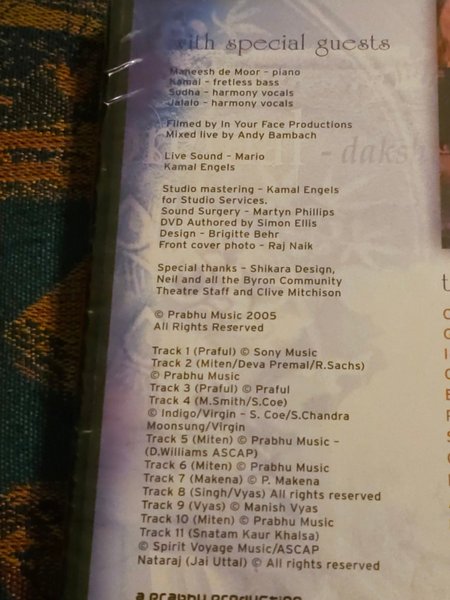 with special guests
Maneesh de Moor – piano
Kamal – fretless bass
Sudha – harmony vocals
Jalalo – harmony vocals
Filmed by In Your Face Productions
Mixed live by Andy Bambach
Live Sound – Mario
Kamal Engels
- daksh
Studio mastering – Kamal Engels
for Studio Services.
Sound Surgery – Martyn Phillips
DVD Authored by Simon Ellis
Design – Brigitte Behr
Front cover photo – Raj Naik
Special thanks – Shikara Design,
Neil and all the Byron Community
Theatre Staff and Clive Mitchison
© Prabhu Music 2005
All Rights Reserved
Track 1 (Praful) © Sony Music
Track 2 (Miten/Deva Premal/R.Sachs)
© Prabhu Music
Track 3 (Praful) © Praful
Track 4 (M.Smith/S.Coe)
© Indigo/Virgin – S. Coe/S.Chandra
Moonsung/Virgin
Track 5 (Miten) © Prabhu Music –
(D.Williams ASCAP)
Track 6 (Miten) © Prabhu Music
Track 7 (Makena) © P. Makena
Track 8 (Singh/Vyas) All rights reserved
Track 9 (Vyas) © Manish Vyas
Track 10 (Miten) © Prabhu Music
Track 11 (Snatam Kaur Khalsa)
© Spirit Voyage Music/ASCAP
Nataraj (Jai Uttal) © All rights reserved
a prabhu production